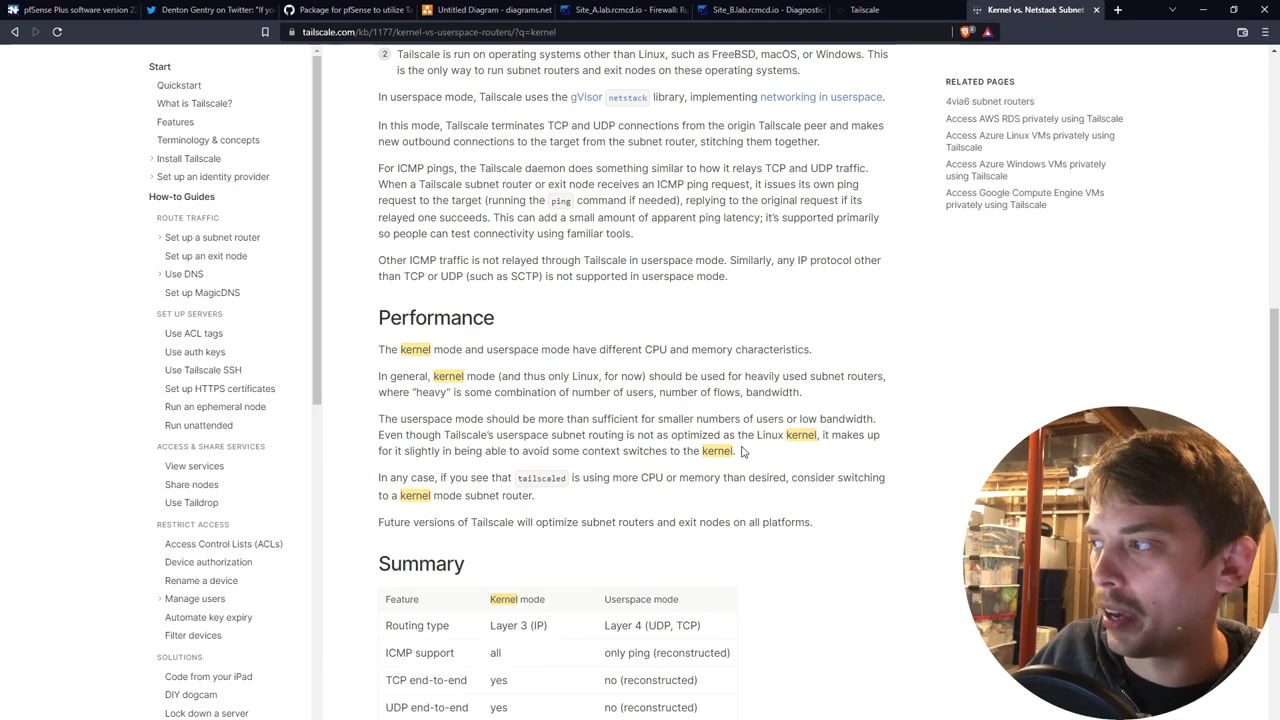 pfSense Plus software version 22.
Denton Gentry on Twitter: "If you
Package for pfSense to utilize Ta
Untitled Diagram - diagrams.net
Site_A.lab.rcmcd.io - Firewall: Ru
Site_B.lab.rcmcd.io - Diagnostic
Tailscale
Kernel vs. Netstack Subnet
tailscale.com/kb/1177/kernel-vs-userspace-routers/?q=kernel
Start
Quickstart
What is Tailscale?
Features
Terminology & concepts
Install Tailscale
Set up an identity provider
How-to Guides
ROUTE TRAFFIC
Set up a subnet router
Set up an exit node
Use DNS
Set up MagicDNS
SET UP SERVERS
Use ACL tags
Use auth keys
Use Tailscale SSH
Set up HTTPS certificates
Run an ephemeral node
Run unattended
ACCESS & SHARE SERVICES
View services
Share nodes
Use Taildrop
RESTRICT ACCESS
Access Control Lists (ACLs)
Device authorization
Rename a device
Manage users
Automate key expiry
Filter devices
SOLUTIONS
Code from your iPad
DIY dogcam
Lock down a server
2 Tailscale is run on operating systems other than Linux, such as FreeBSD, macOS, or Windows. This
is the only way to run subnet routers and exit nodes on these operating systems.
In userspace mode, Tailscale uses the gVisor netstack library, implementing networking in userspace.
In this mode, Tailscale terminates TCP and UDP connections from the origin Tailscale peer and makes
new outbound connections to the target from the subnet router, stitching them together.
For ICMP pings, the Tailscale daemon does something similar to how it relays TCP and UDP traffic.
When a Tailscale subnet router or exit node receives an ICMP ping request, it issues its own ping
request to the target (running the ping command if needed), replying to the original request if its
relayed one succeeds. This can add a small amount of apparent ping latency; it's supported primarily
so people can test connectivity using familiar tools.
Other ICMP traffic is not relayed through Tailscale in userspace mode. Similarly, any IP protocol other
than TCP or UDP (such as SCTP) is not supported in userspace mode.
Performance
The kernel mode and userspace mode have different CPU and memory characteristics.
In general, kernel mode (and thus only Linux, for now) should be used for heavily used subnet routers,
where “heavy” is some combination of number of users, number of flows, bandwidth.
The userspace mode should be more than sufficient for smaller numbers of users or low bandwidth.
Even though Tailscale's userspace subnet routing is not as optimized as the Linux kernel, it makes up
for it slightly in being able to avoid some context switches to the kernel.
In any case, if you see that tailscaled is using more CPU or memory than desired, consider switching
to a kernel mode subnet router.
Future versions of Tailscale will optimize subnet routers and exit nodes on all platforms.
Summary
Feature Kernel mode Userspace mode
Routing type Layer 3 (IP) Layer 4 (UDP, TCP)
ICMP support all only ping (reconstructed)
TCP end-to-end yes no (reconstructed)
UDP end-to-end yes no (reconstructed)
RELATED PAGES
4via6 subnet routers
Access AWS RDS privately using Tailscale
Access Azure Linux VMs privately using
Tailscale
Access Azure Windows VMs privately
using Tailscale
Access Google Compute Engine VMs
privately using Tailscale